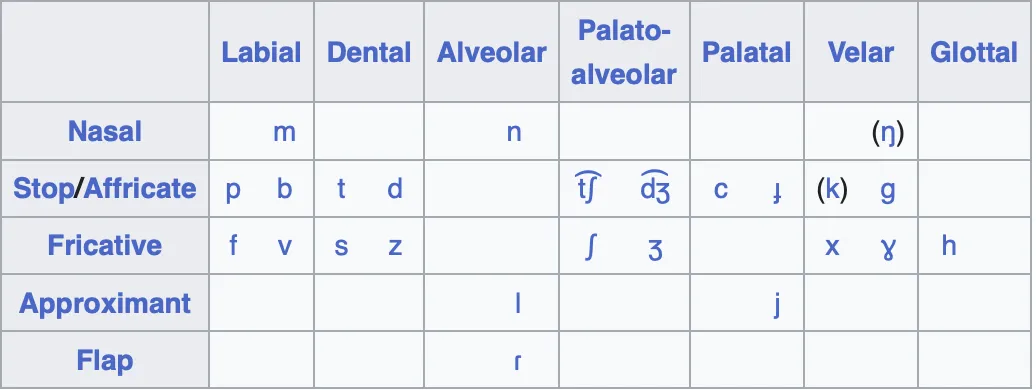 Labial Dental Alveolar Palato-alveolar Palatal Velar Glottal
Nasal m n (ŋ)
Stop/Affricate p b t d t͡ʃ d͡ʒ c ɟ (k) ɡ
Fricative f v s z ʃ ʒ x ɣ h
Approximant l j
Flap ɾ